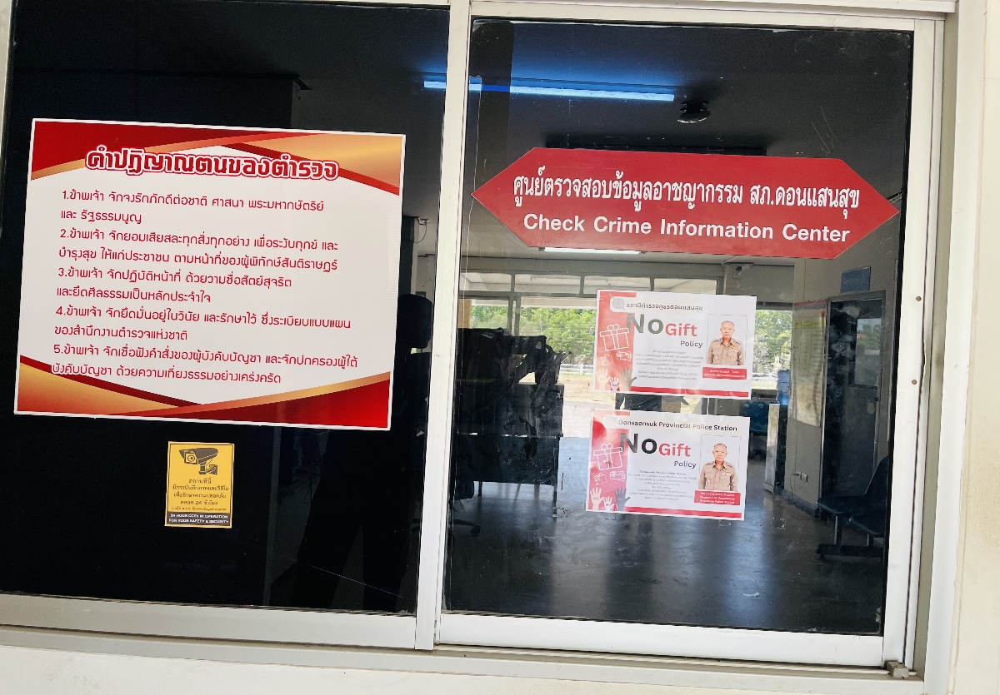 คำปฏิญาณตนของตำรวจ
1.ข้าพเจ้า จักจงรักภักดีต่อชาติ ศาสนา พระมหากษัตริย์
และ รัฐธรรมนูญ
2.ข้าพเจ้า จักยอมเสียสละทุกสิ่งทุกอย่าง เพื่อระงับทุกข์ และ
บำรุงสุข ให้แก่ประชาชน ตามหน้าที่ของผู้พิทักษ์สันติราษฎร์
3.ข้าพเจ้า จักปฏิบัติหน้าที่ ด้วยวามซื่อสัตย์สุจริต
และยึดศีลธรรมเป็นหลักประจำใจ
4.ข้าพเจ้า จักยึดมั่นอยู่ในวินัย และรักษาไว้ ซึ่งระเบียบแบบแผน
ของสำนักงานตำรวจแห่งชาติ
5.ข้าพเจ้า จักเชื่อฟังคำสั่งของผู้บังคับบัญชา และจักปกครองผู้ใต้
บังคับบัญชา ด้วยความเที่ยงธรรมอย่างเคร่งครัด
สถานที่นี้
มีการบันทึกภาพและวิดีโอ
เพื่อรักษาความปลอดภัย
ตลอด 24 ชั่วโมง
24 HOUR CCTV IN OPERATION
FOR YOUR SAFETY & SECURITY
ศูนย์ตรวจสอบข้อมูลอาชญากรรม สภ.ดอนแสนสุข
Check Crime Information Center
สถานีตำรวจภูธรดอนแสนสุข
No Gift
Policy
Donsaensuk Provincial Police Station
No Gift
Policy